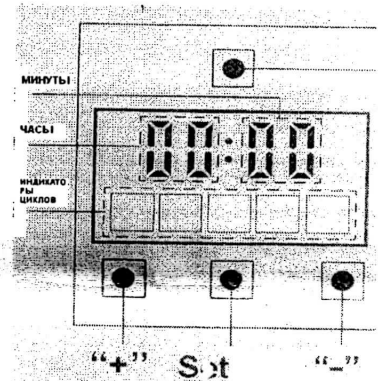 МИНУТЫ
ЧАСЫ
00:00
ИНДИКАТО
РЫ
ЦИКЛОВ
“+” Set “-”